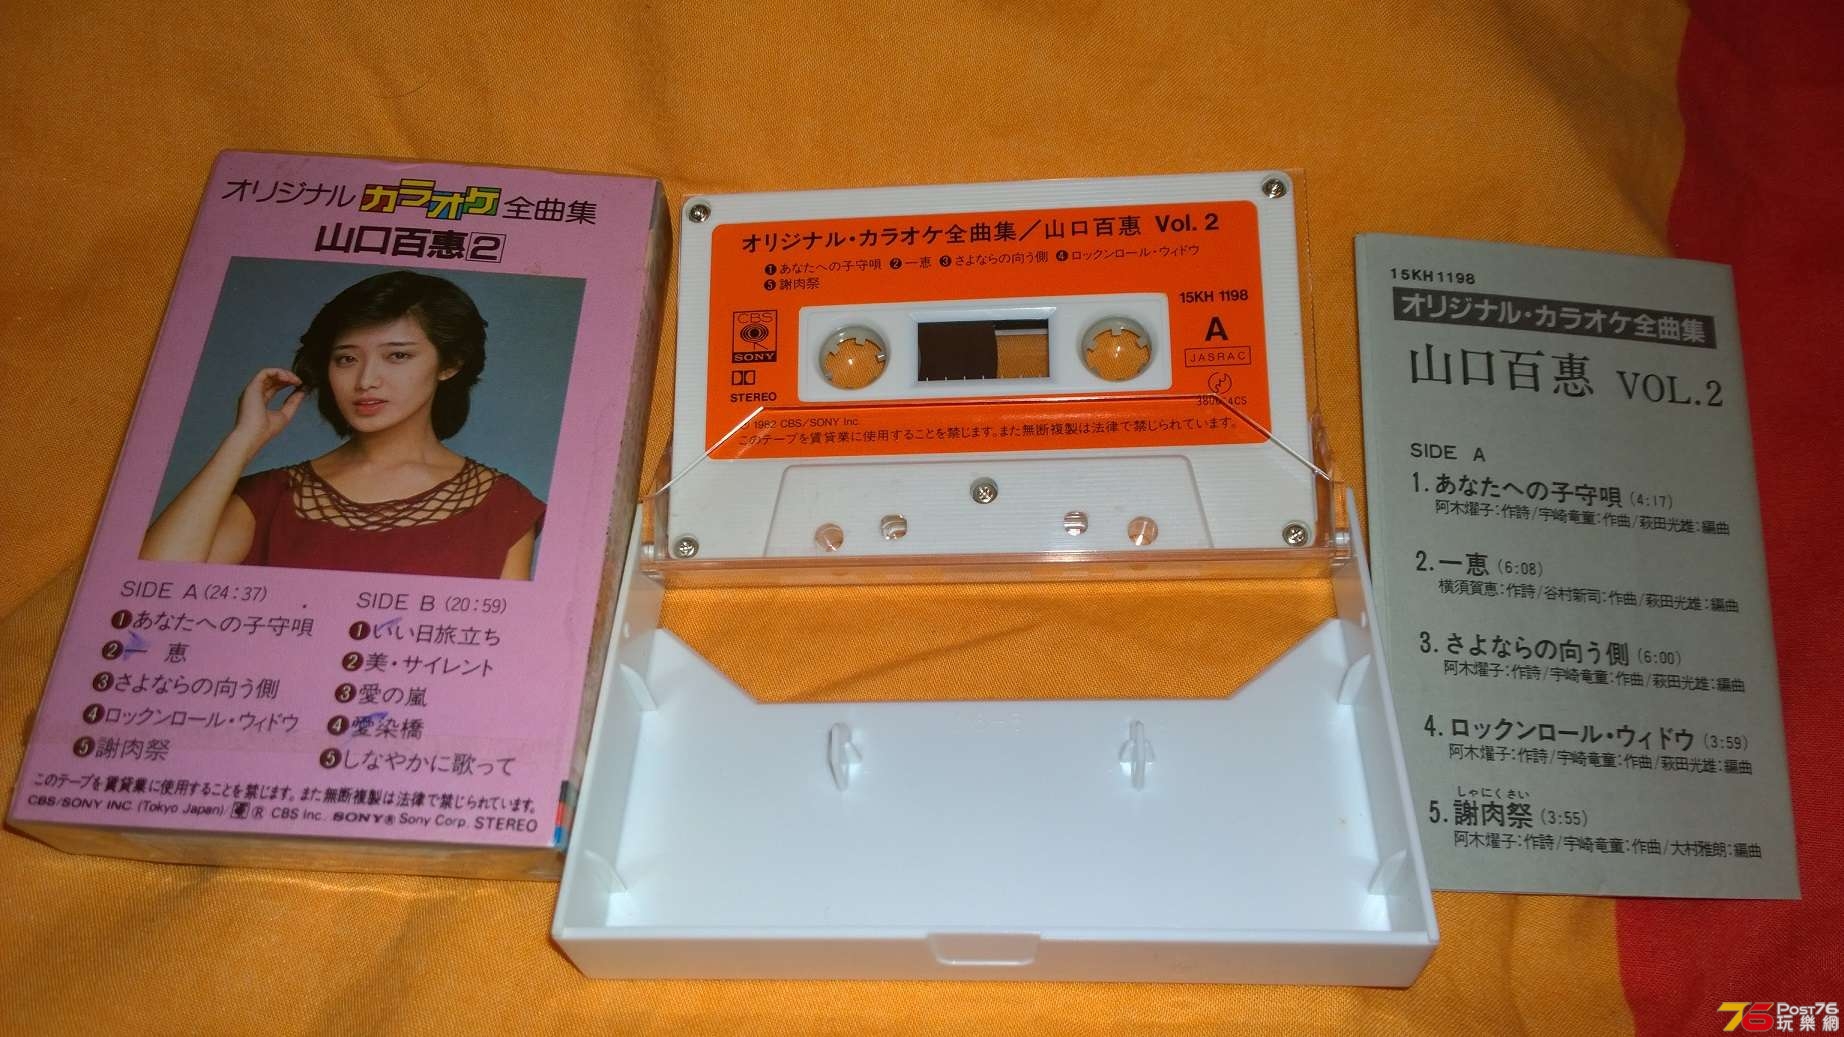 オリジナル カラオケ 全曲集
山口百惠 2
SIDE A (24:37)
❶あなたへの子守唄
❷一 恵
❸さよならの向う側
❹ロックンロール・ウィドウ
❺謝肉祭
SIDE B (20:59)
❶いい日旅立ち
❷美・サイレント
❸愛の嵐
❹愛染橋
❺しなやかに歌って
このテープを賃貸業に使用することを禁じます。また無断複製は法律で禁じられています。
CBS/SONY INC. (Tokyo Japan)/ ® CBS Inc. SONY® Sony Corp. STEREO
オリジナル・カラオケ全曲集／山口百惠 Vol. 2
❶あなたへの子守唄 ❷一恵 ❸さよならの向う側 ❹ロックンロール・ウィドウ
❺謝肉祭
15KH 1198
CBS
SONY
A
JASRAC
STEREO
℗ 1982 CBS/SONY Inc.
このテープを賃貸業に使用することを禁じます。また無断複製は法律で禁じられています。
15KH1198
オリジナル・カラオケ全曲集
山口百惠 VOL.2
SIDE A
1. あなたへの子守唄 (4:17)
阿木燿子:作詩/宇崎竜童:作曲/萩田光雄:編曲
2. 一恵 (6:08)
横須賀恵:作詩/谷村新司:作曲/萩田光雄:編曲
3. さよならの向う側 (6:00)
阿木燿子:作詩/宇崎竜童:作曲/萩田光雄:編曲
4. ロックンロール・ウィドウ (3:59)
阿木燿子:作詩/宇崎竜童:作曲/萩田光雄:編曲
しゃにくさい
5. 謝肉祭 (3:55)
阿木燿子:作詩/宇崎竜童:作曲/大村雅朗:編曲
76 Post76
玩樂網